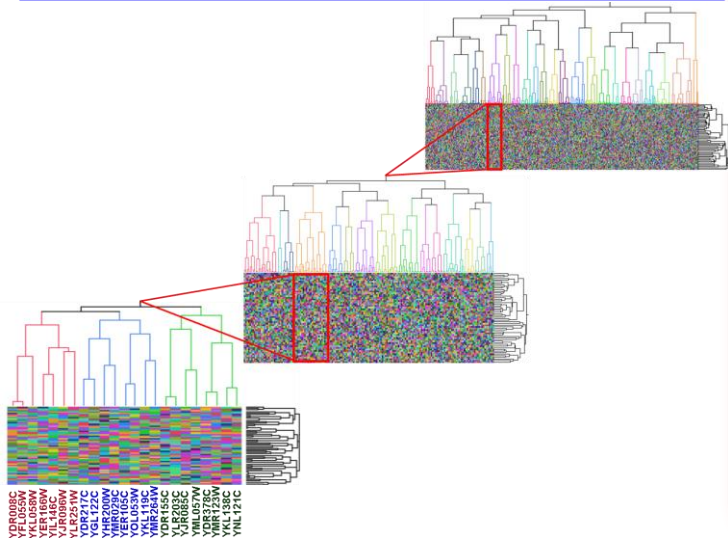 YDR008C
YFL055W
YKL058W
YER166W
YIL146C
YJR096W
YLR251W
YDR217C
YGL122C
YHR200W
YMR029C
YER105C
YOL053W
YKL119C
YMR264W
YDR155C
YLR203C
YJR085C
YML057W
YDR378C
YMR123W
YKL138C
YNL121C